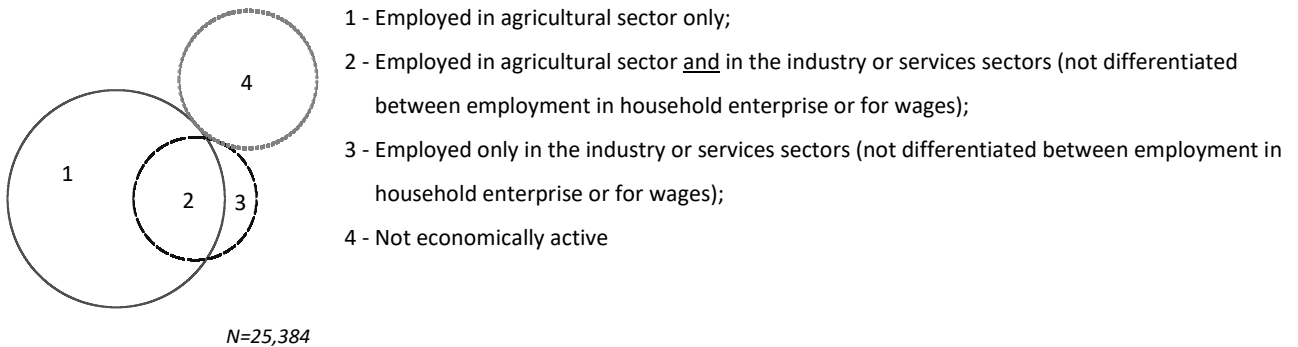 1 - Employed in agricultural sector only;
2 - Employed in agricultural sector and in the industry or services sectors (not differentiated
between employment in household enterprise or for wages);
3 - Employed only in the industry or services sectors (not differentiated between employment in
household enterprise or for wages);
4 - Not economically active
4
1
2
3
N=25,384